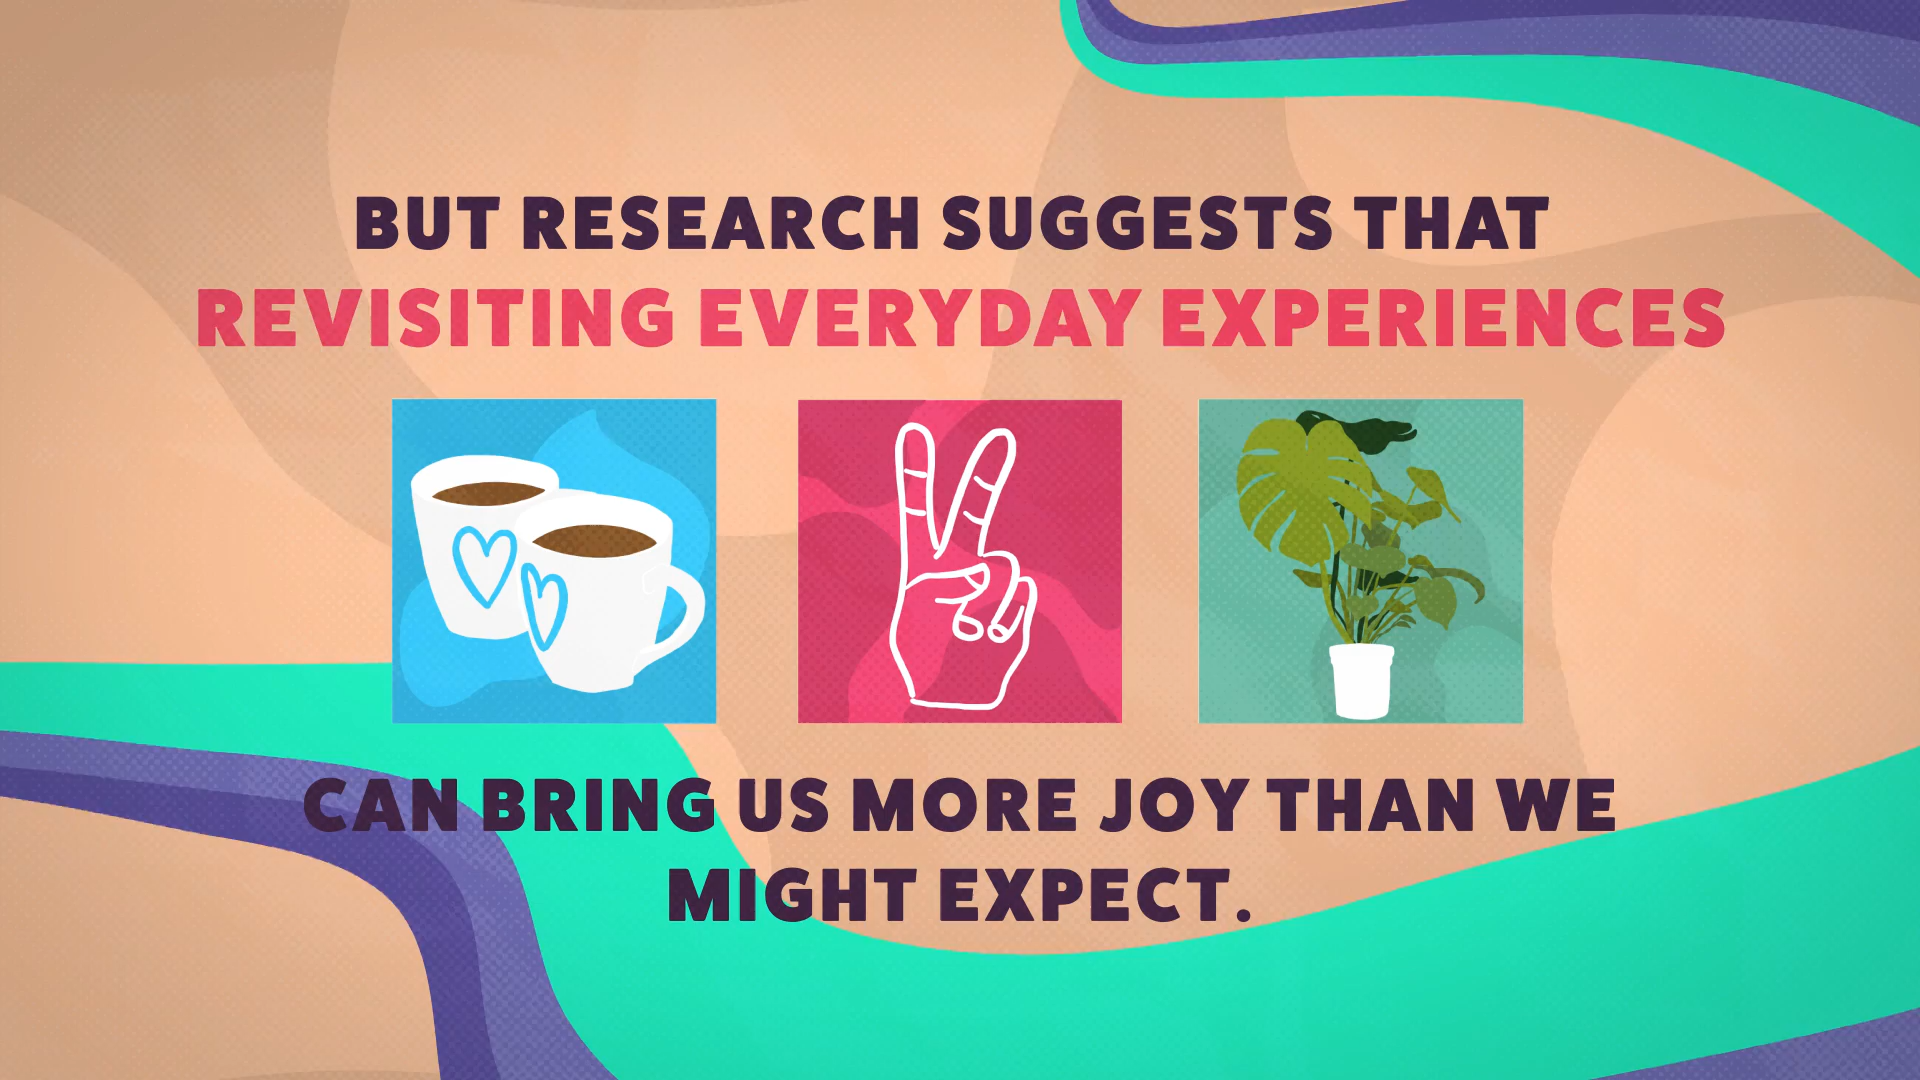 BUT RESEARCH SUGGESTS THAT
REVISITING EVERYDAY EXPERIENCES
CAN BRING US MORE JOY THAN WE
MIGHT EXPECT.